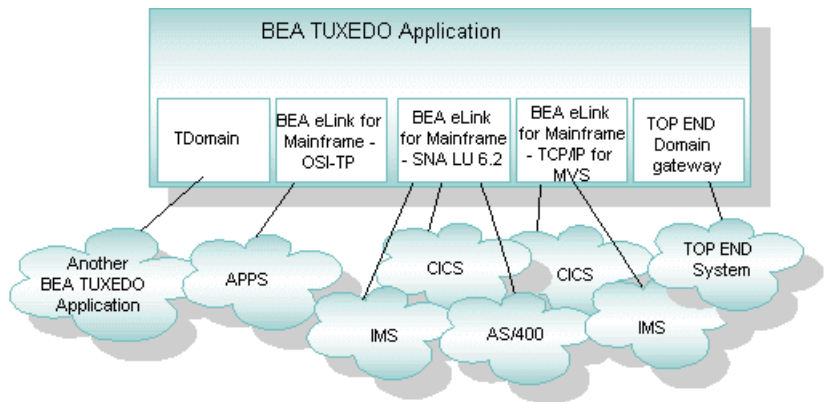 BEA TUXEDO Application
TDomain
BEA eLink for
Mainframe -
OSI-TP
BEA eLink
for Mainframe
- SNA LU 6.2
BEA eLink
for Mainframe
- TCP/IP for
MVS
TOP END
Domain
gateway
Another
BEA TUXEDO
Application
APPS
CICS
CICS
TOP END
System
IMS
AS/400
IMS